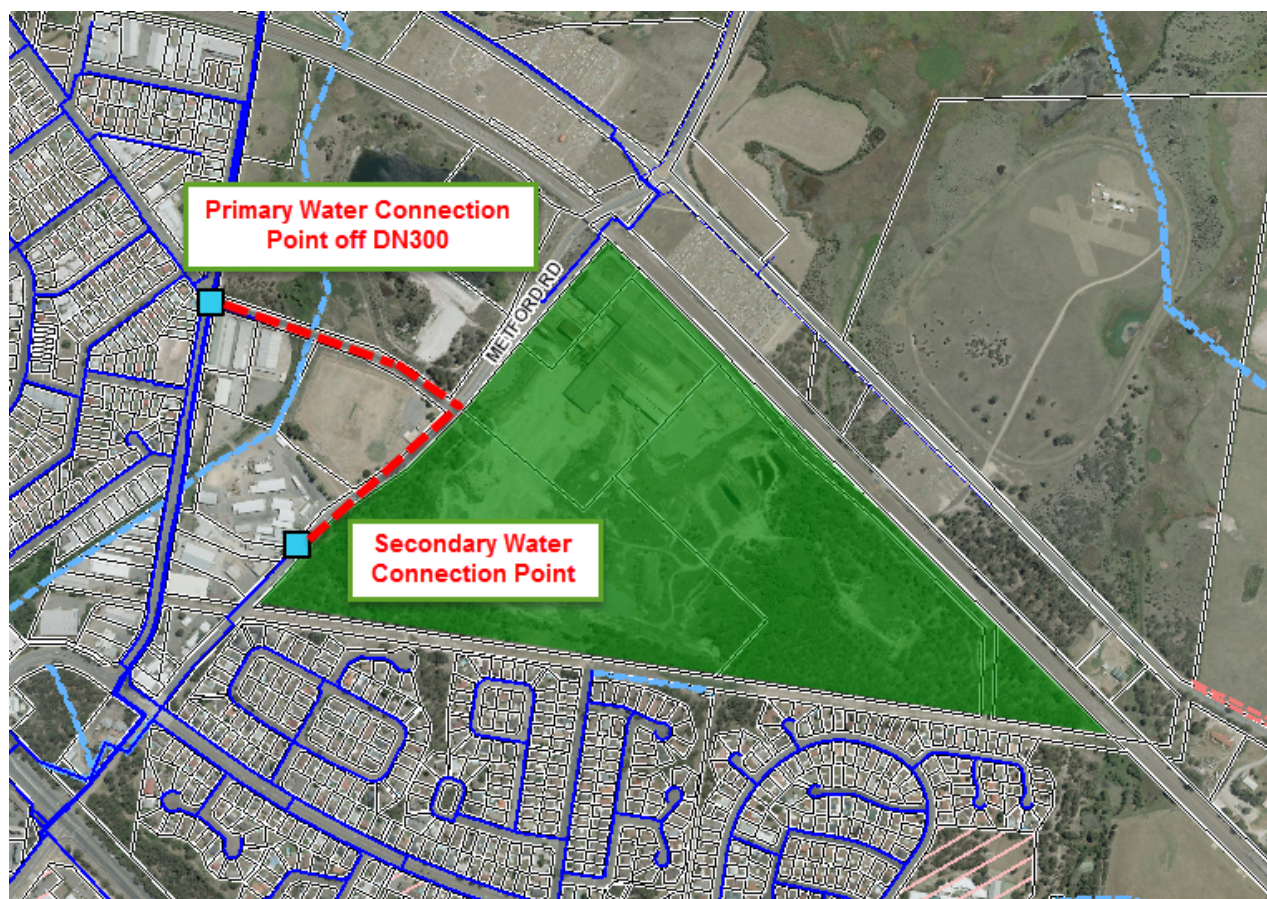 Primary Water Connection
Point off DN300
METFORD RD
Secondary Water
Connection Point